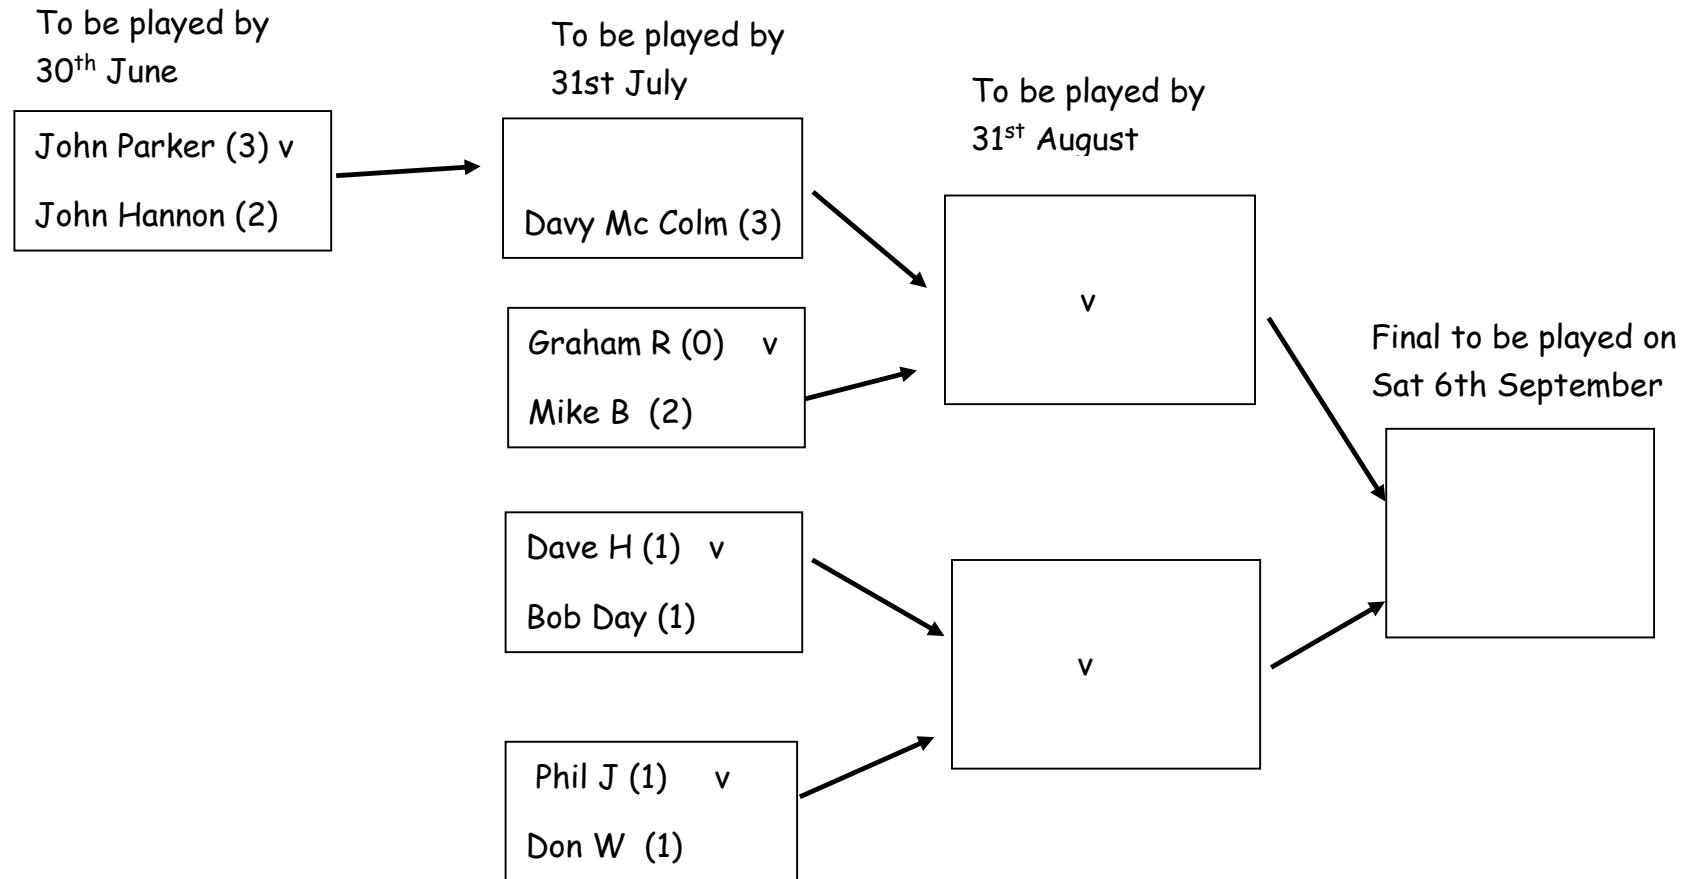 To be played by
30th June
John Parker (3) v
John Hannon (2)
To be played by
31st July
Davy Mc Colm (3)
Graham R (0) v
Mike B (2)
Dave H (1) v
Bob Day (1)
Phil J (1) v
Don W (1)
To be played by
31st August
v
v
Final to be played on
Sat 6th September